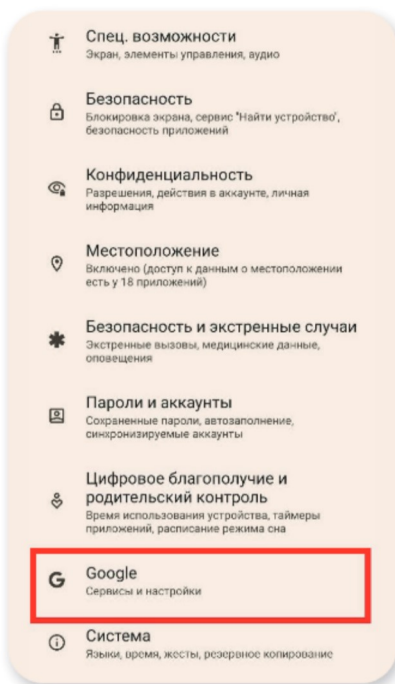 Спец. возможности
Экран, элементы управления, аудио
Безопасность
Блокировка экрана, сервис "Найти устройство",
безопасность приложений
Конфиденциальность
Разрешения, действия в аккаунте, личная
информация
Местоположение
Включено (доступ к данным о местоположении
есть у 18 приложений)
Безопасность и экстренные случаи
Экстренные вызовы, медицинские данные,
оповещения
Пароли и аккаунты
Сохраненные пароли, автозаполнение,
синхронизируемые аккаунты
Цифровое благополучие и
родительский контроль
Время использования устройства, таймеры
приложений, расписание режима сна
Google
Сервисы и настройки
Система
Языки, время, жесты, резервное копирование